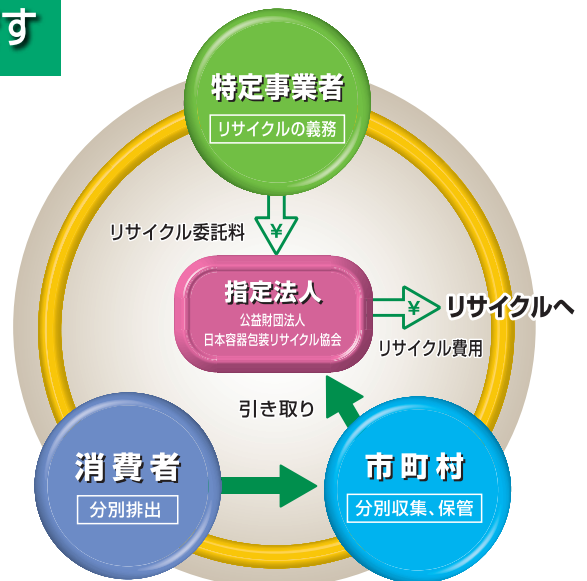 す
特定事業者
リサイクルの義務
リサイクル委託料
¥
指定法人
公益財団法人
日本容器包装リサイクル協会
¥
リサイクルへ
リサイクル費用
引き取り
消費者
分別排出
市町村
分別収集、保管